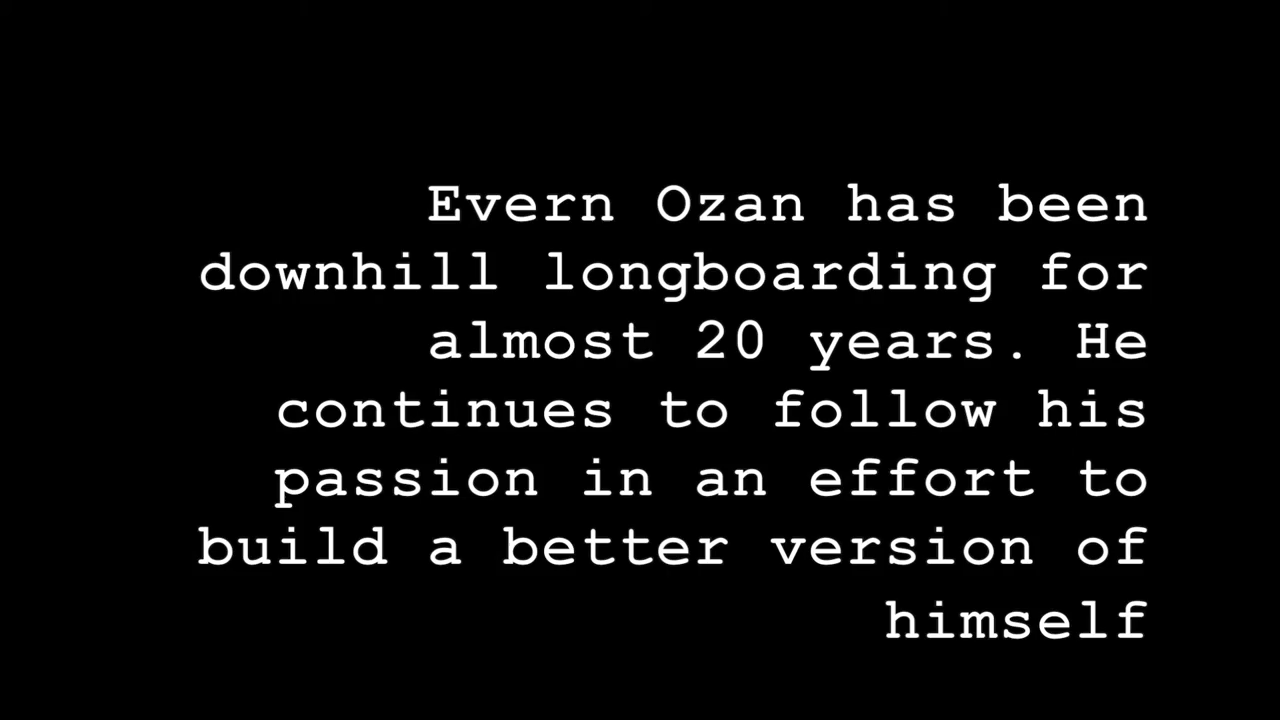 Evern Ozan has been
downhill longboarding for
almost 20 years. He
continues to follow his
passion in an effort to
build a better version of
himself